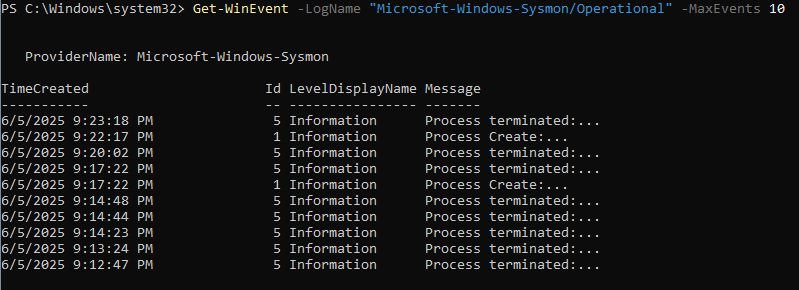 PS C:\Windows\system32> Get-WinEvent -LogName "Microsoft-Windows-Sysmon/Operational" -MaxEvents 10
ProviderName: Microsoft-Windows-Sysmon
TimeCreated Id LevelDisplayName Message
----------- -- ---------------- -------
6/5/2025 9:23:18 PM 5 Information Process terminated:...
6/5/2025 9:22:17 PM 1 Information Process Create:...
6/5/2025 9:20:02 PM 5 Information Process terminated:...
6/5/2025 9:17:22 PM 5 Information Process terminated:...
6/5/2025 9:17:22 PM 1 Information Process Create:...
6/5/2025 9:14:48 PM 5 Information Process terminated:...
6/5/2025 9:14:44 PM 5 Information Process terminated:...
6/5/2025 9:14:23 PM 5 Information Process terminated:...
6/5/2025 9:13:24 PM 5 Information Process terminated:...
6/5/2025 9:12:47 PM 5 Information Process terminated:...